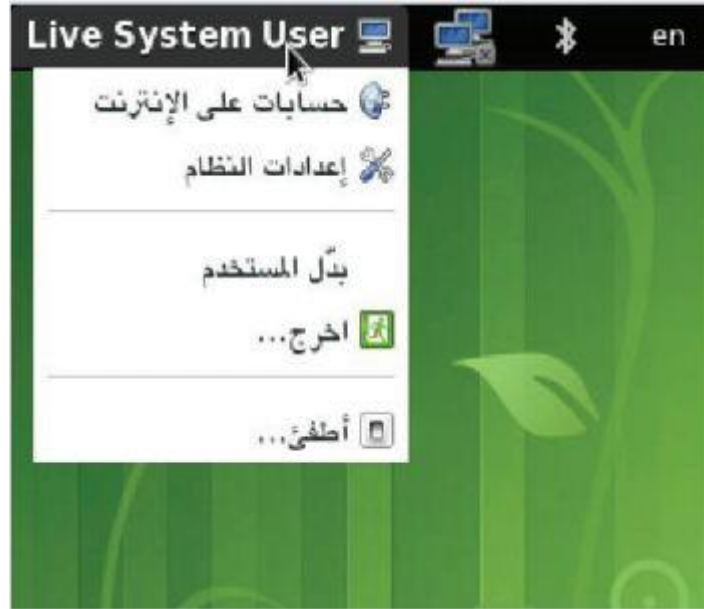 Live System User
en
حسابات على الإنترنت
إعدادات النظام
بدّل المستخدم
اخرج...
أطفئ...